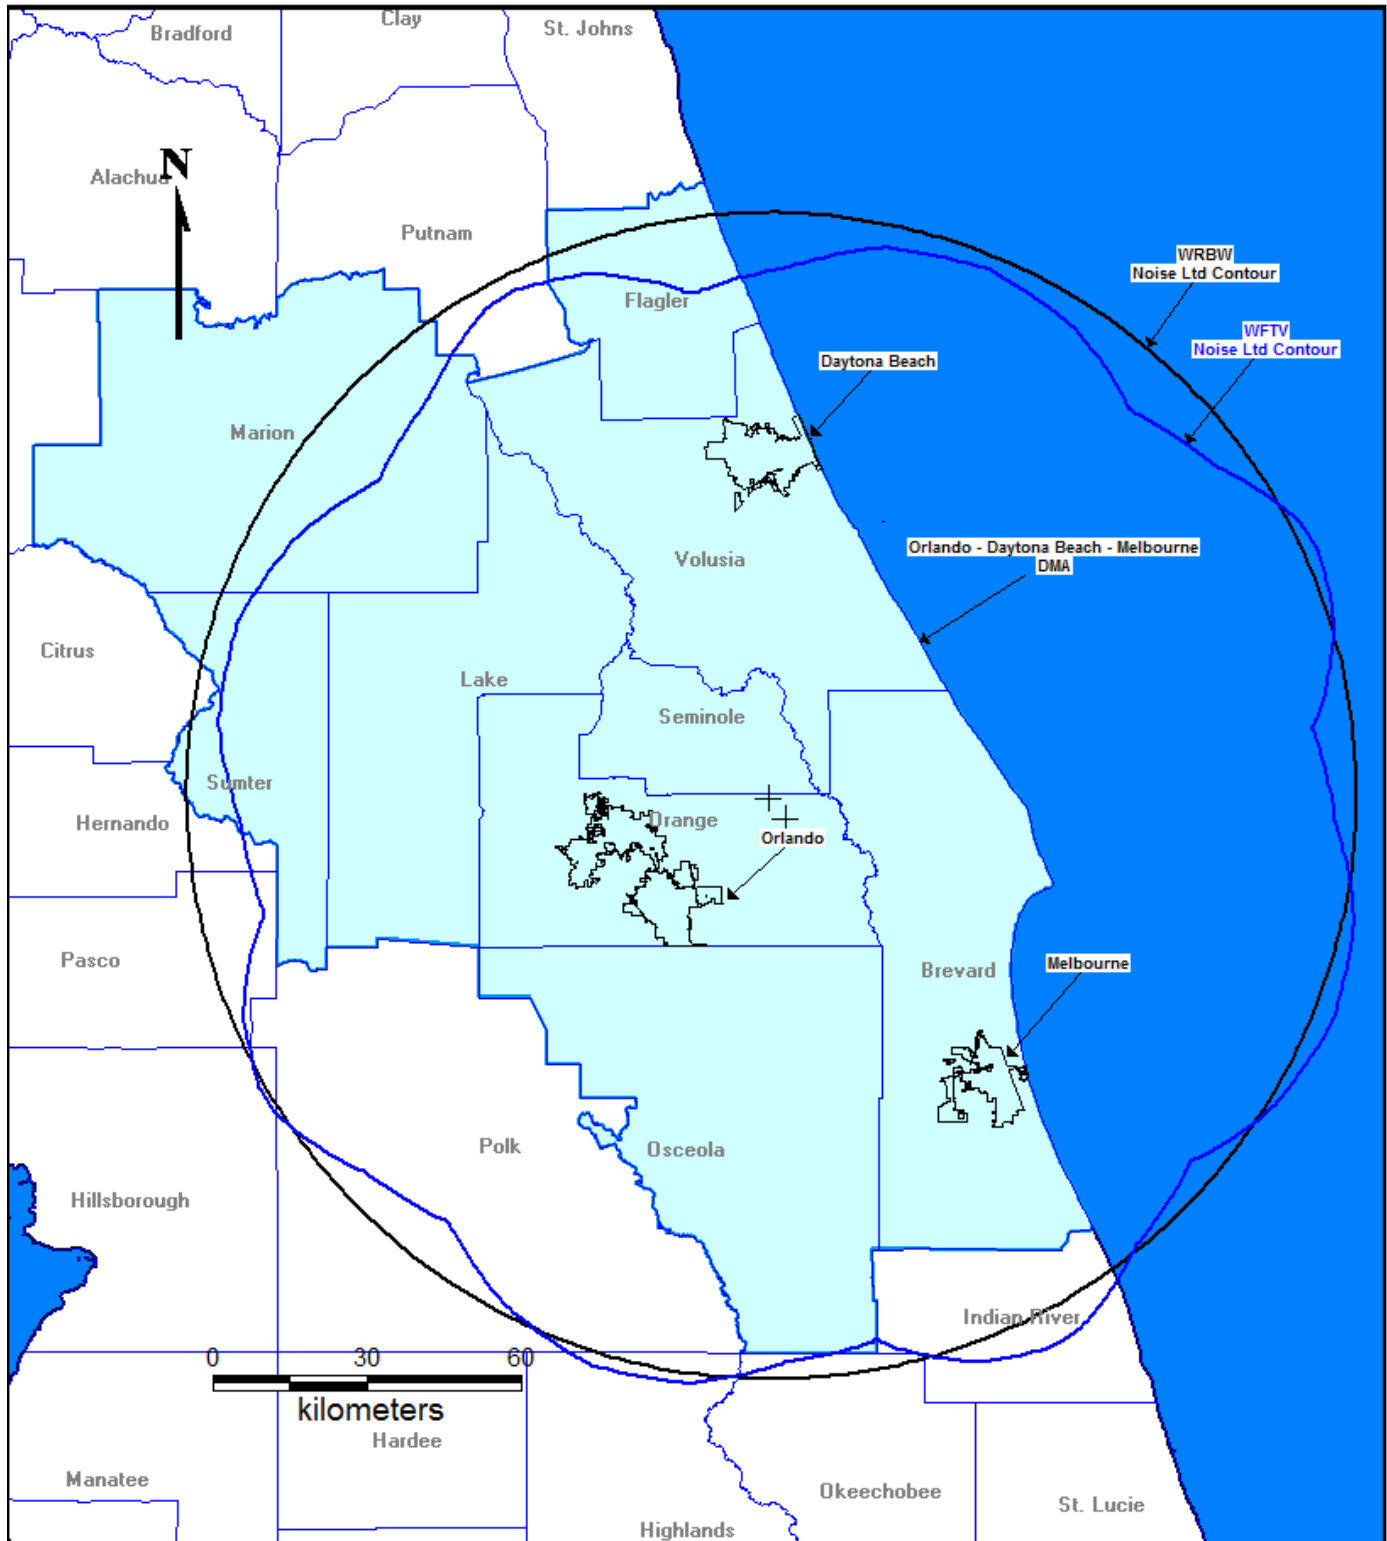 Clay
St. Johns
Bradford
N
Alachua
Putnam
WRBW
Noise Ltd Contour
Flagler
WFTV
Noise Ltd Contour
Daytona Beach
Marion
Orlando - Daytona Beach - Melbourne
DMA
Volusia
Citrus
Lake
Seminole
Sumter
Hernando
Orange
Orlando
Pasco
Brevard
Melbourne
Polk
Osceola
Hillsborough
Indian River
0 30 60
kilometers
Hardee
Manatee
Okeechobee
St. Lucie
Highlands